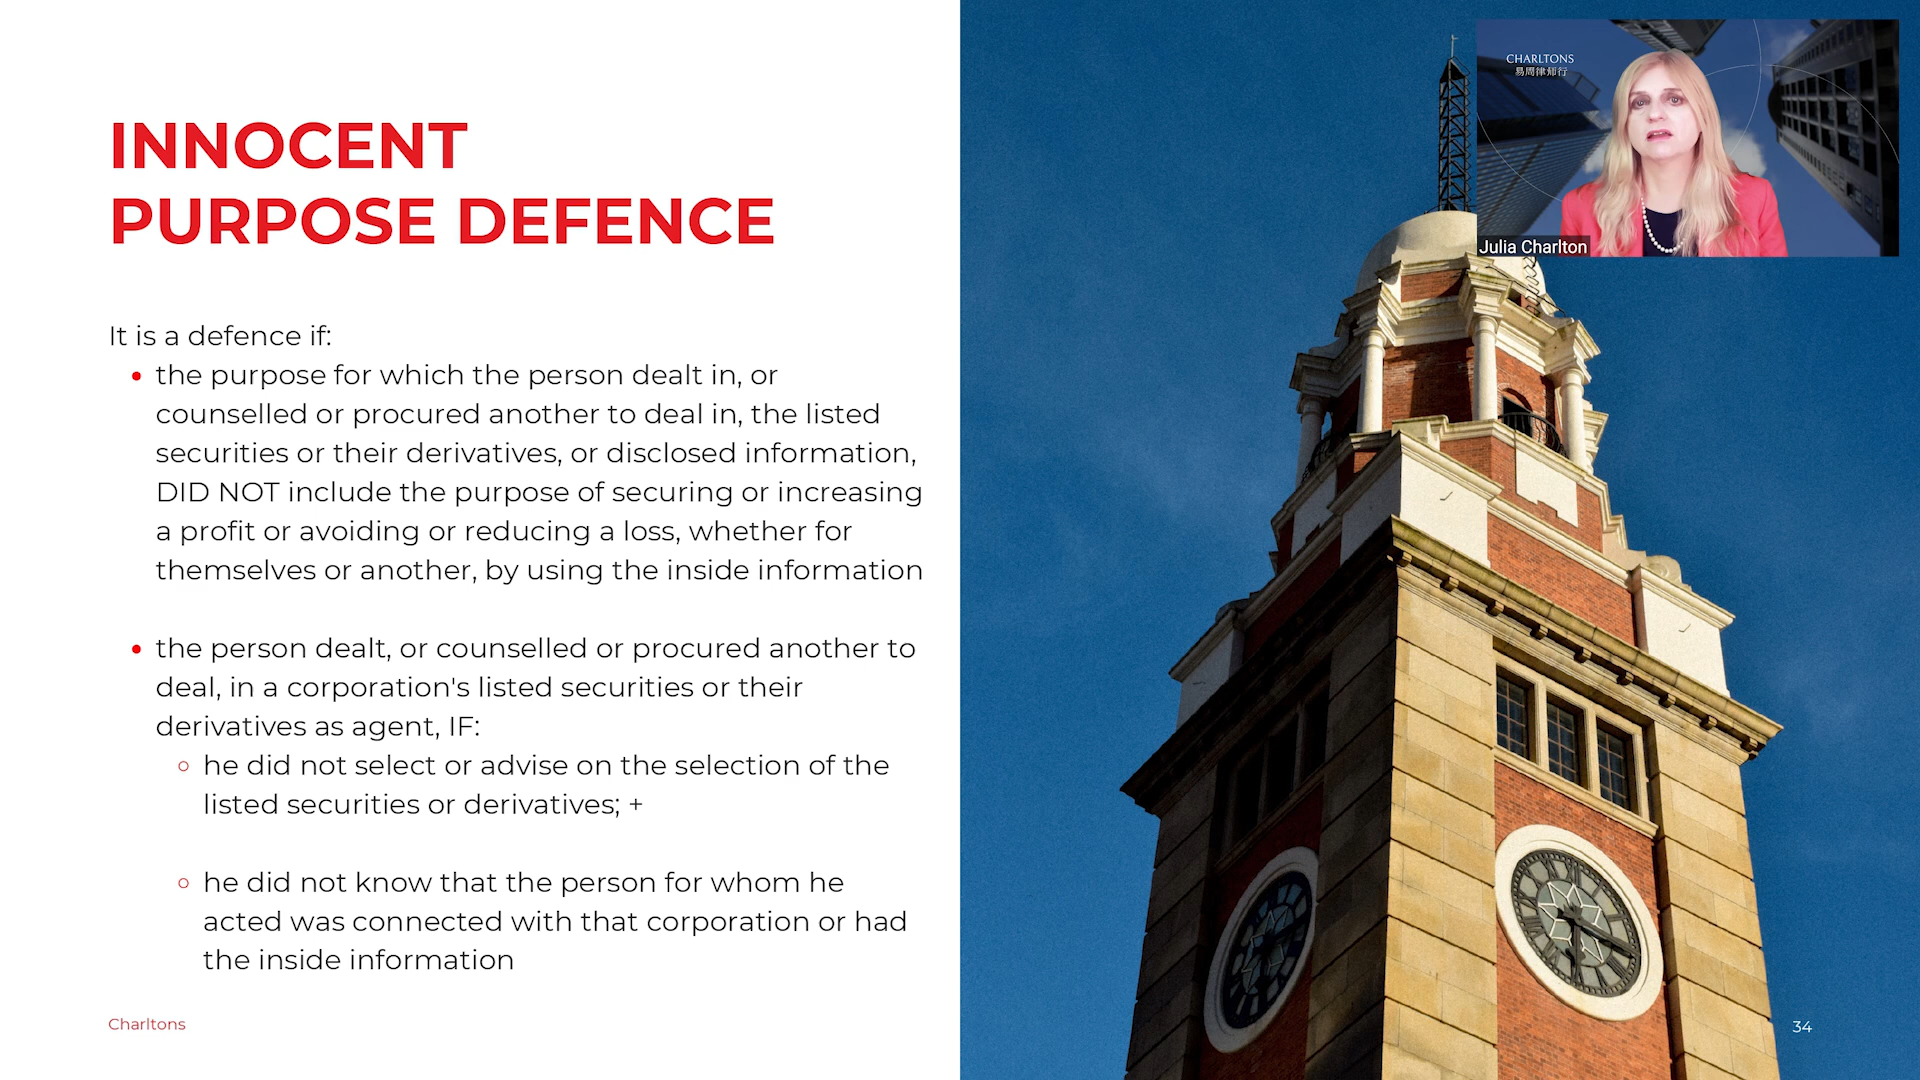 INNOCENT
PURPOSE DEFENCE
It is a defence if:
the purpose for which the person dealt in, or
counselled or procured another to deal in, the listed
securities or their derivatives, or disclosed information,
DID NOT include the purpose of securing or increasing
a profit or avoiding or reducing a loss, whether for
themselves or another, by using the inside information
the person dealt, or counselled or procured another to
deal, in a corporation's listed securities or their
derivatives as agent, IF:
he did not select or advise on the selection of the
listed securities or derivatives; +
he did not know that the person for whom he
acted was connected with that corporation or had
the inside information
Charltons
CHARLTONS
易周律师行
Julia Charlton
34